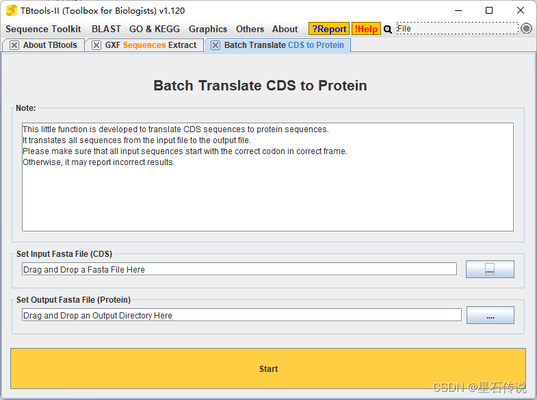 TBtools-II (Toolbox for Biologists) v1.120
Sequence Toolkit BLAST GO & KEGG Graphics Others About ?Report !Help File
About TBtools GXF Sequences Extract Batch Translate CDS to Protein
Batch Translate CDS to Protein
Note:
This little function is developed to translate CDS sequences to protein sequences.
It translates all sequences from the input file to the output file.
Please make sure that all input sequences start with the correct codon in correct frame.
Otherwise, it may report incorrect results.
Set Input Fasta File (CDS)
Drag and Drop a Fasta File Here ....
Set Output Fasta File (Protein)
Drag and Drop an Output Directory Here ....
Start
CSDN @星石传说